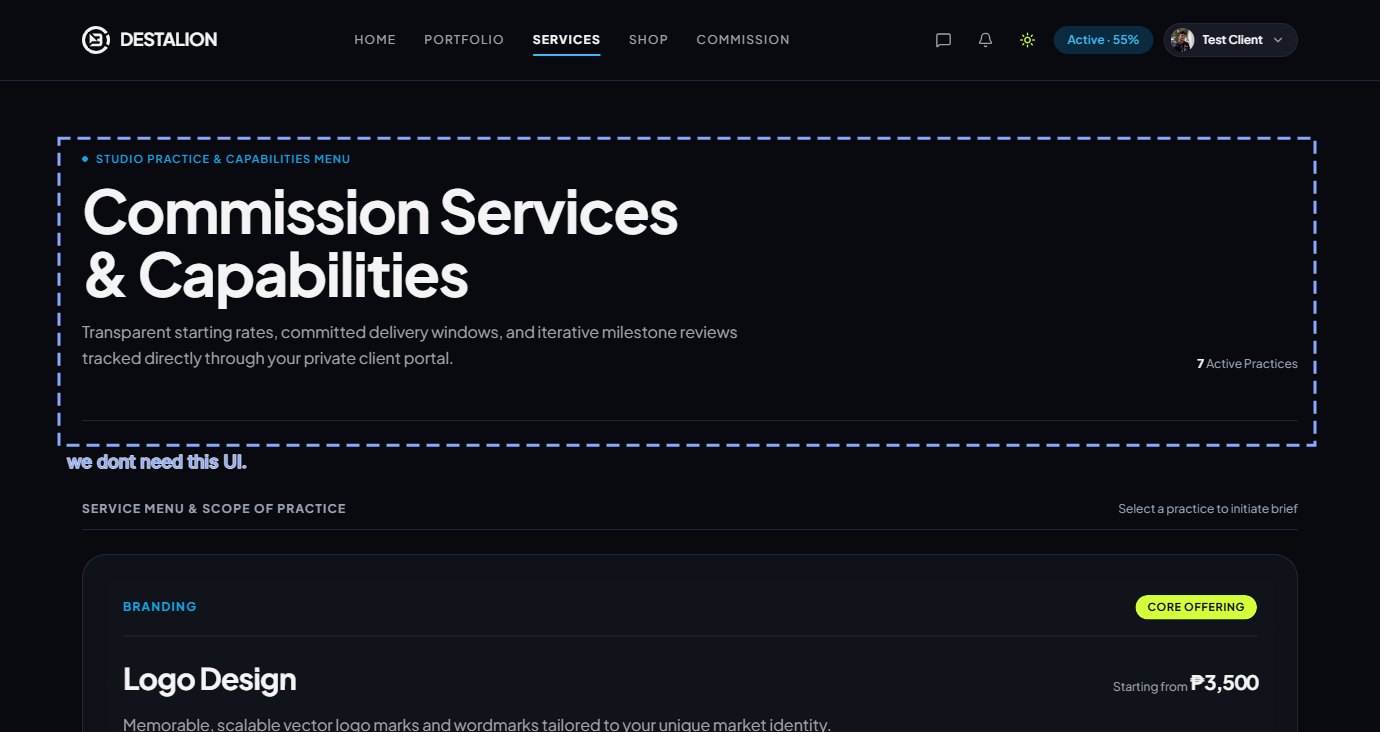 DESTALION
HOME PORTFOLIO SERVICES SHOP COMMISSION
Active · 55%
Test Client
STUDIO PRACTICE & CAPABILITIES MENU
Commission Services
& Capabilities
Transparent starting rates, committed delivery windows, and iterative milestone reviews
tracked directly through your private client portal.
7 Active Practices
we dont need this UI.
SERVICE MENU & SCOPE OF PRACTICE
Select a practice to initiate brief
BRANDING
CORE OFFERING
Logo Design
Starting from ₱3,500
Memorable, scalable vector logo marks and wordmarks tailored to your unique market identity.